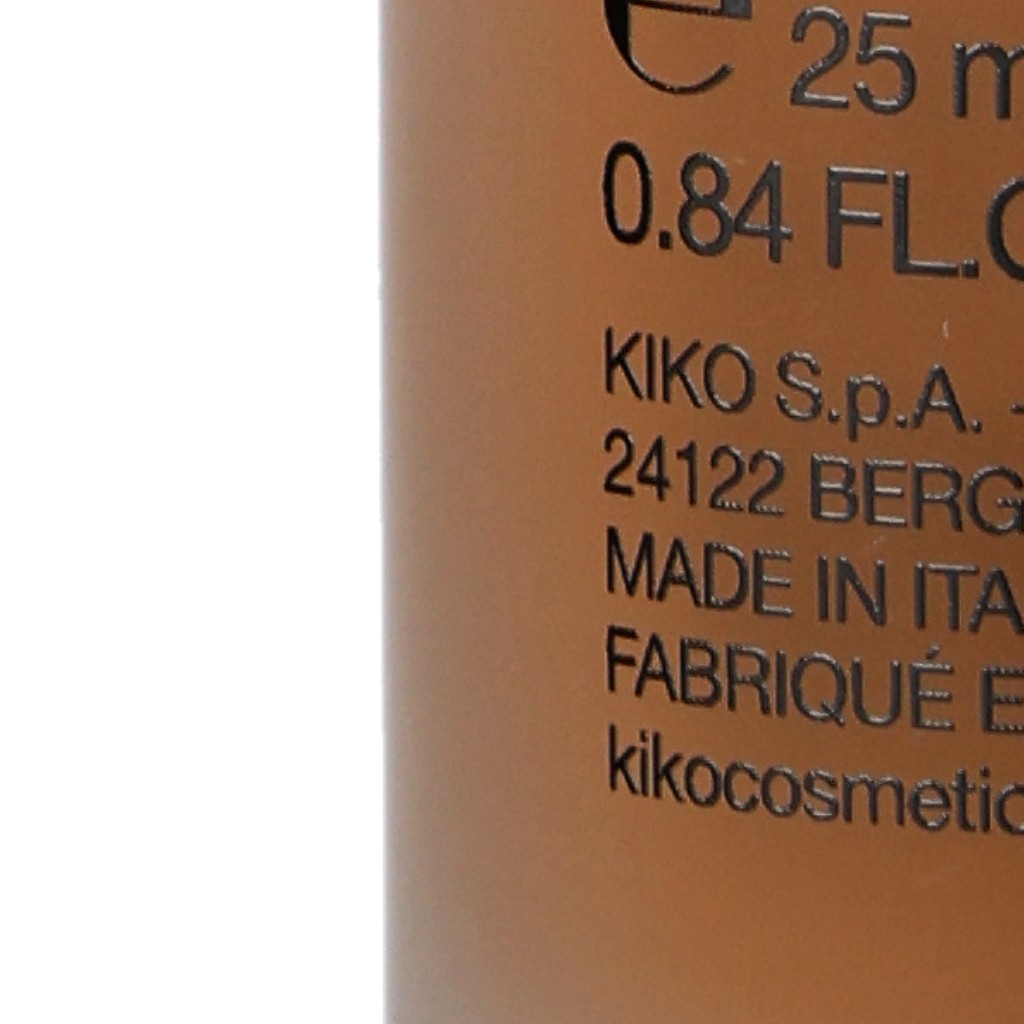 e 25 m
0.84 FL.O
KIKO S.p.A. -
24122 BERG
MADE IN ITA
FABRIQUÉ E
kikocosmetic